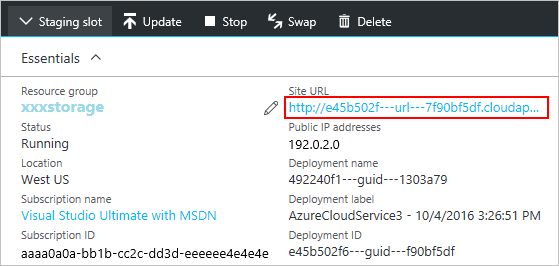 Staging slot Update Stop Swap Delete
Essentials
Resource group
xxxstorage
Status
Running
Location
West US
Subscription name
Visual Studio Ultimate with MSDN
Subscription ID
aaaa0a0a-bb1b-cc2c-dd3d-eeeeee4e4e4e
Site URL
http://e45b502f---url---7f90bf5df.cloudap...
Public IP addresses
192.0.2.0
Deployment name
492240f1---guid---1303a79
Deployment label
AzureCloudService3 - 10/4/2016 3:26:51 PM
Deployment ID
e45b502f6---guid---f90bf5df